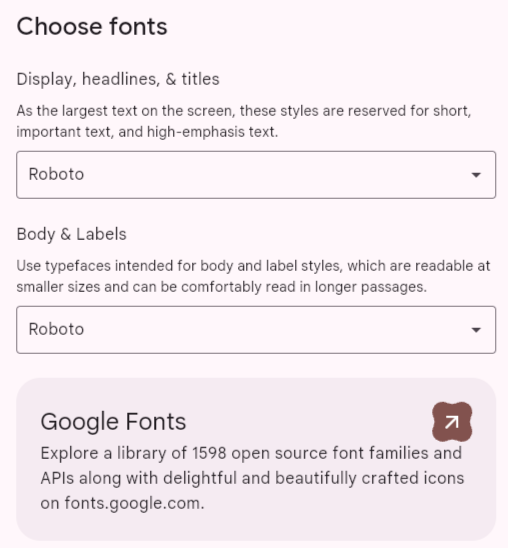 Choose fonts
Display, headlines, & titles
As the largest text on the screen, these styles are reserved for short,
important text, and high-emphasis text.
Roboto
Body & Labels
Use typefaces intended for body and label styles, which are readable at
smaller sizes and can be comfortably read in longer passages.
Roboto
Google Fonts
Explore a library of 1598 open source font families and
APIs along with delightful and beautifully crafted icons
on fonts.google.com.